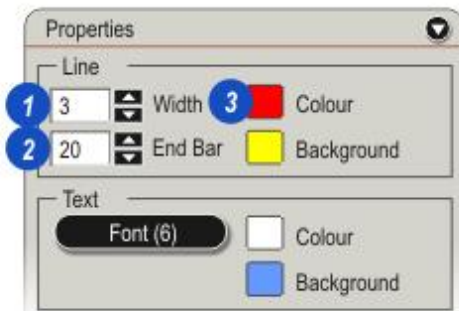 Properties
Line
1 3 Width 3 Colour
2 20 End Bar Background
Text
Font (6) Colour
Background